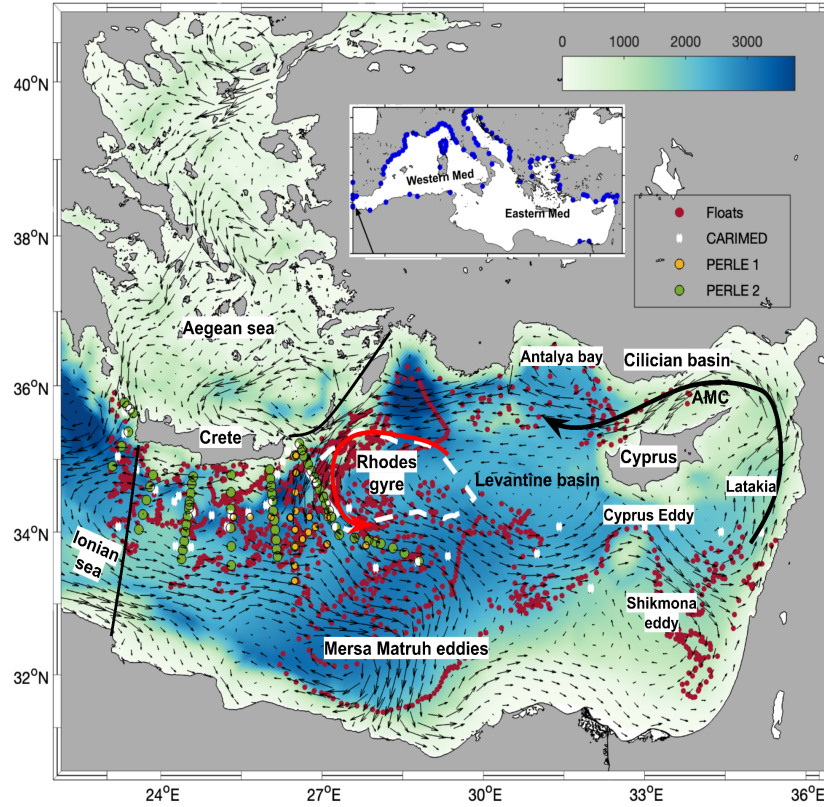 0 1000 2000 3000
40°N
38°N
36°N
34°N
32°N
24°E 27°E 30°E 33°E 36°E
Western Med
Eastern Med
Floats
CARIMED
PERLE 1
PERLE 2
Aegean sea
Antalya bay
Cilician basin
AMC
Crete
Cyprus
Rhodes
gyre
Levantine basin
Latakia
Cyprus Eddy
Ionian
sea
Shikmona
eddy
Mersa Matruh eddies